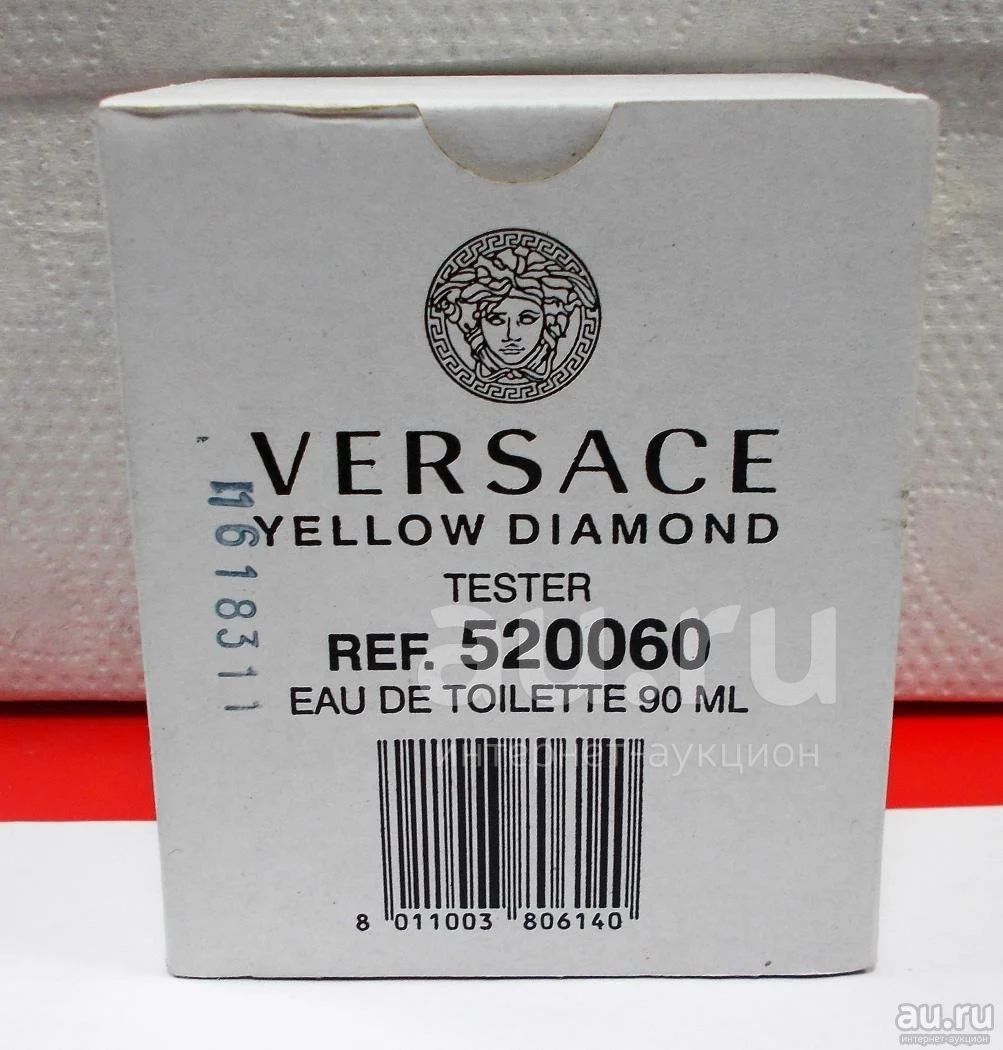 VERSACE
YELLOW DIAMOND
TESTER
REF. 520060
EAU DE TOILETTE 90 ML
8 011003 806140
1618311
au.ru
интернет-аукцион
au.ru
интернет-аукцион